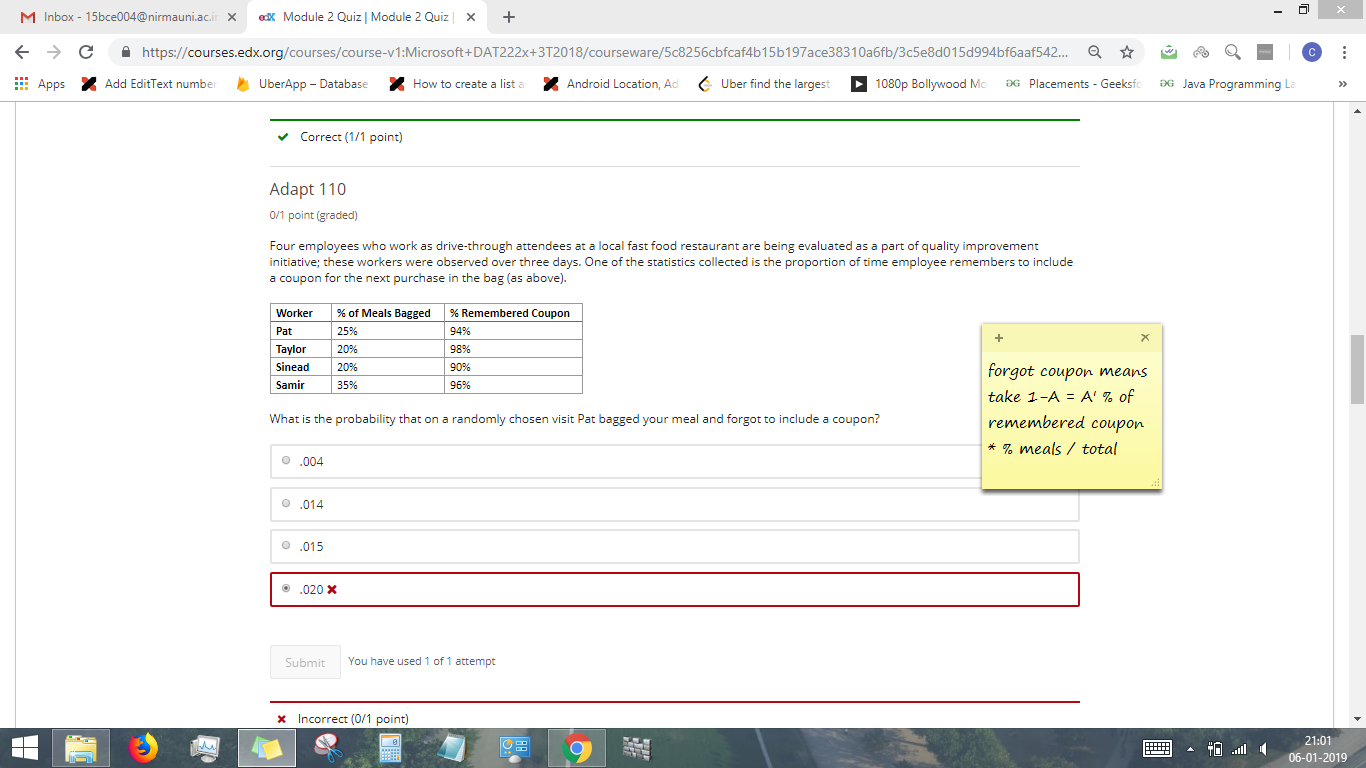 Inbox - 15bce004@nirmauni.ac.i
edX Module 2 Quiz | Module 2 Quiz |
https://courses.edx.org/courses/course-v1:Microsoft+DAT222x+3T2018/courseware/5c8256cbfcaf4b15b197ace38310a6fb/3c5e8d015d994bf6aaf542...
C
Apps
Add EditText number
UberApp – Database
How to create a list a
Android Location, Ad
Uber find the largest
1080p Bollywood Mo
Placements - Geeksfo
Java Programming La
»
Correct (1/1 point)
Adapt 110
0/1 point (graded)
Four employees who work as drive-through attendees at a local fast food restaurant are being evaluated as a part of quality improvement
initiative; these workers were observed over three days. One of the statistics collected is the proportion of time employee remembers to include
a coupon for the next purchase in the bag (as above).
Worker % of Meals Bagged % Remembered Coupon
Pat 25% 94%
Taylor 20% 98%
Sinead 20% 90%
Samir 35% 96%
What is the probability that on a randomly chosen visit Pat bagged your meal and forgot to include a coupon?
.004
.014
.015
.020
forgot coupon means
take 1-A = A' % of
remembered coupon
* % meals / total
Submit
You have used 1 of 1 attempt
Incorrect (0/1 point)
21:01
06-01-2019